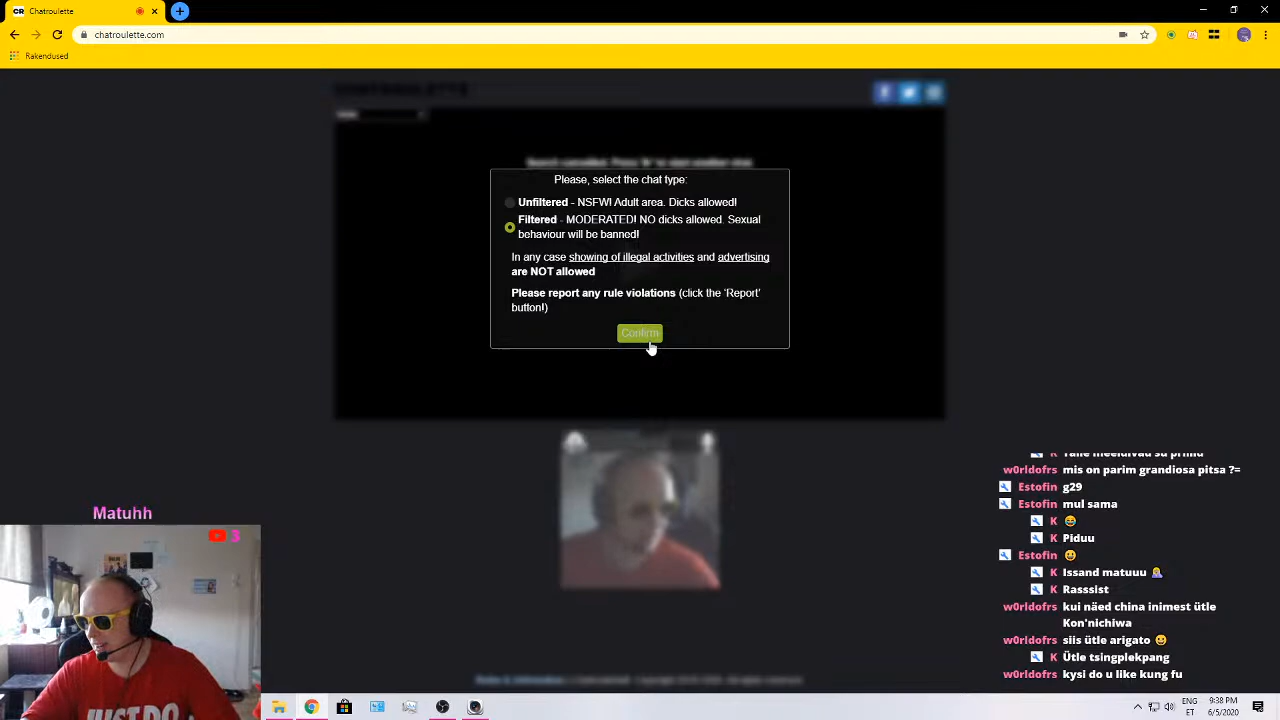 Chatroulette
chatroulette.com
Rakendused
Please, select the chat type:
Unfiltered - NSFW! Adult area. Dicks allowed!
Filtered - MODERATED! NO dicks allowed. Sexual
behaviour will be banned!
In any case showing of illegal activities and advertising
are NOT allowed
Please report any rule violations (click the 'Report'
button!)
Confirm
w0rldofrs mis on parim grandiosa pitsa ?=
Estofin g29
Estofin mul sama
K 😂
K Piduu
Estofin 😀
K Issand matuuu 🤷‍♀️
K Rasssist
w0rldofrs kui näed china inimest ütle
Kon'nichiwa
w0rldofrs siis ütle arigato 😀
K Ütle tsingplekpang
w0rldofrs kysi do u like kung fu
Matuhh
3
JUST DO
ENG
ET
9:38 PM
6/5/2020